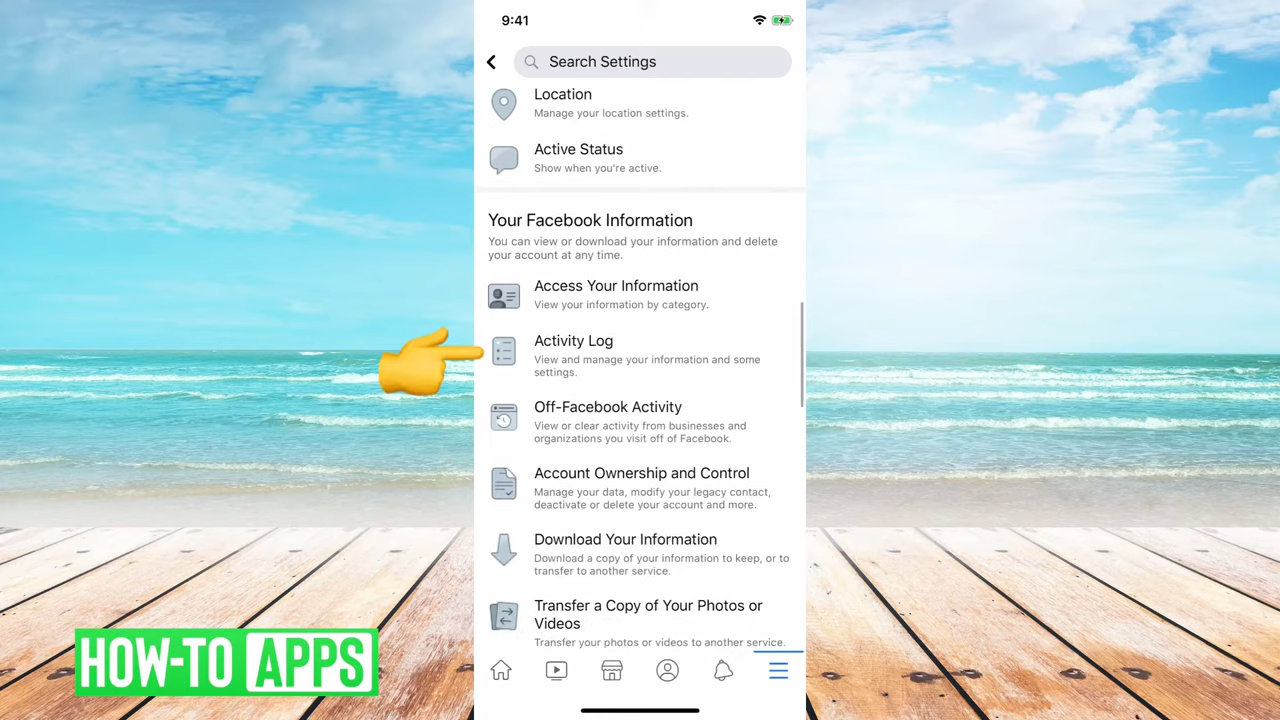 9:41
Search Settings
Location
Manage your location settings.
Active Status
Show when you're active.
Your Facebook Information
You can view or download your information and delete
your account at any time.
Access Your Information
View your information by category.
Activity Log
View and manage your information and some
settings.
Off-Facebook Activity
View or clear activity from businesses and
organizations you visit off of Facebook.
Account Ownership and Control
Manage your data, modify your legacy contact,
deactivate or delete your account and more.
Download Your Information
Download a copy of your information to keep, or to
transfer to another service.
Transfer a Copy of Your Photos or
Videos
Transfer your photos or videos to another service.
HOW-TO APPS